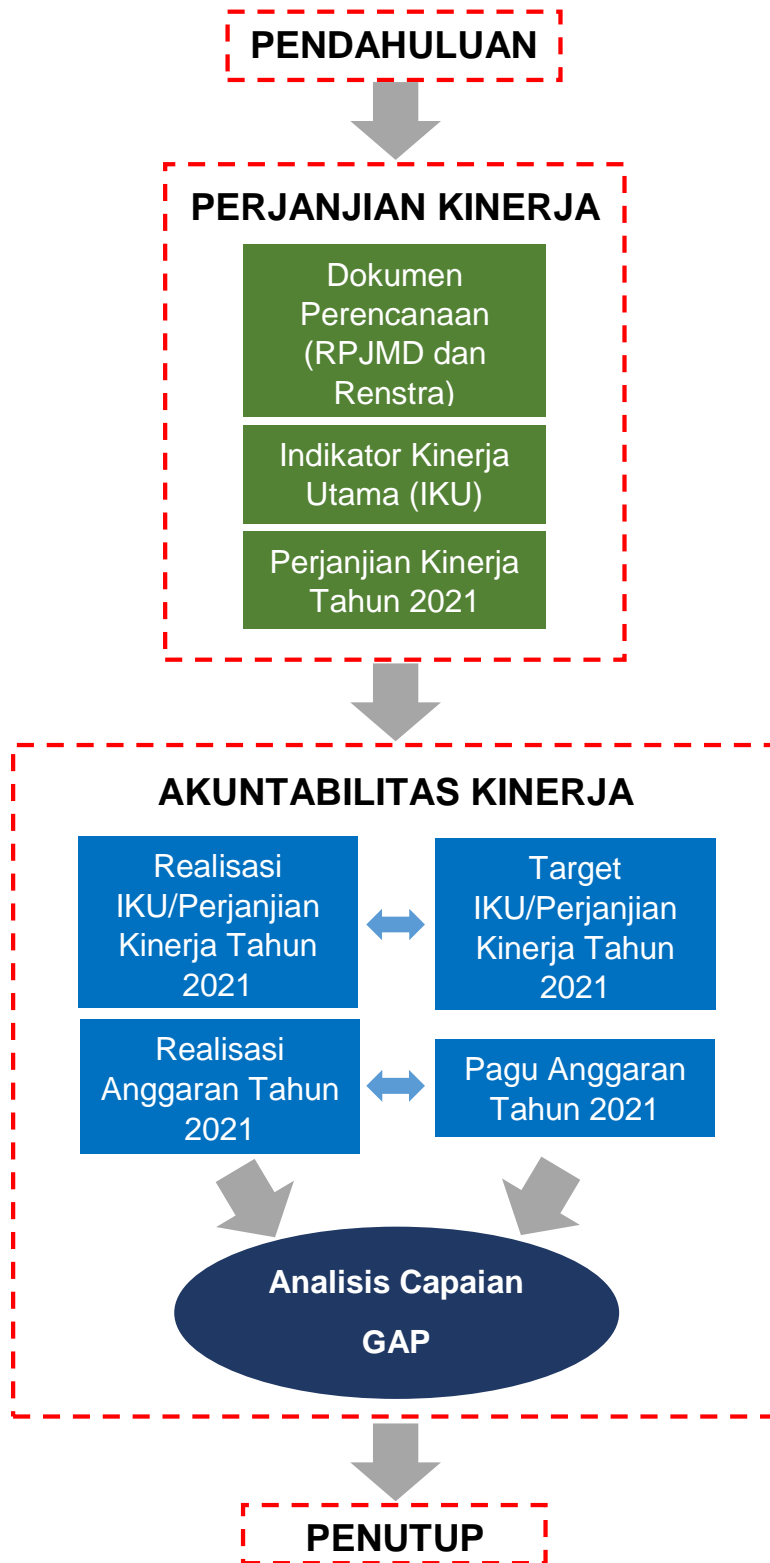 PENDAHULUAN
PERJANJIAN KINERJA
Dokumen
Perencanaan
(RPJMD dan
Renstra)
Indikator Kinerja
Utama (IKU)
Perjanjian Kinerja
Tahun 2021
AKUNTABILITAS KINERJA
Realisasi
IKU/Perjanjian
Kinerja Tahun
2021
Target
IKU/Perjanjian
Kinerja Tahun
2021
Realisasi
Anggaran Tahun
2021
Pagu Anggaran
Tahun 2021
Analisis Capaian
GAP
PENUTUP